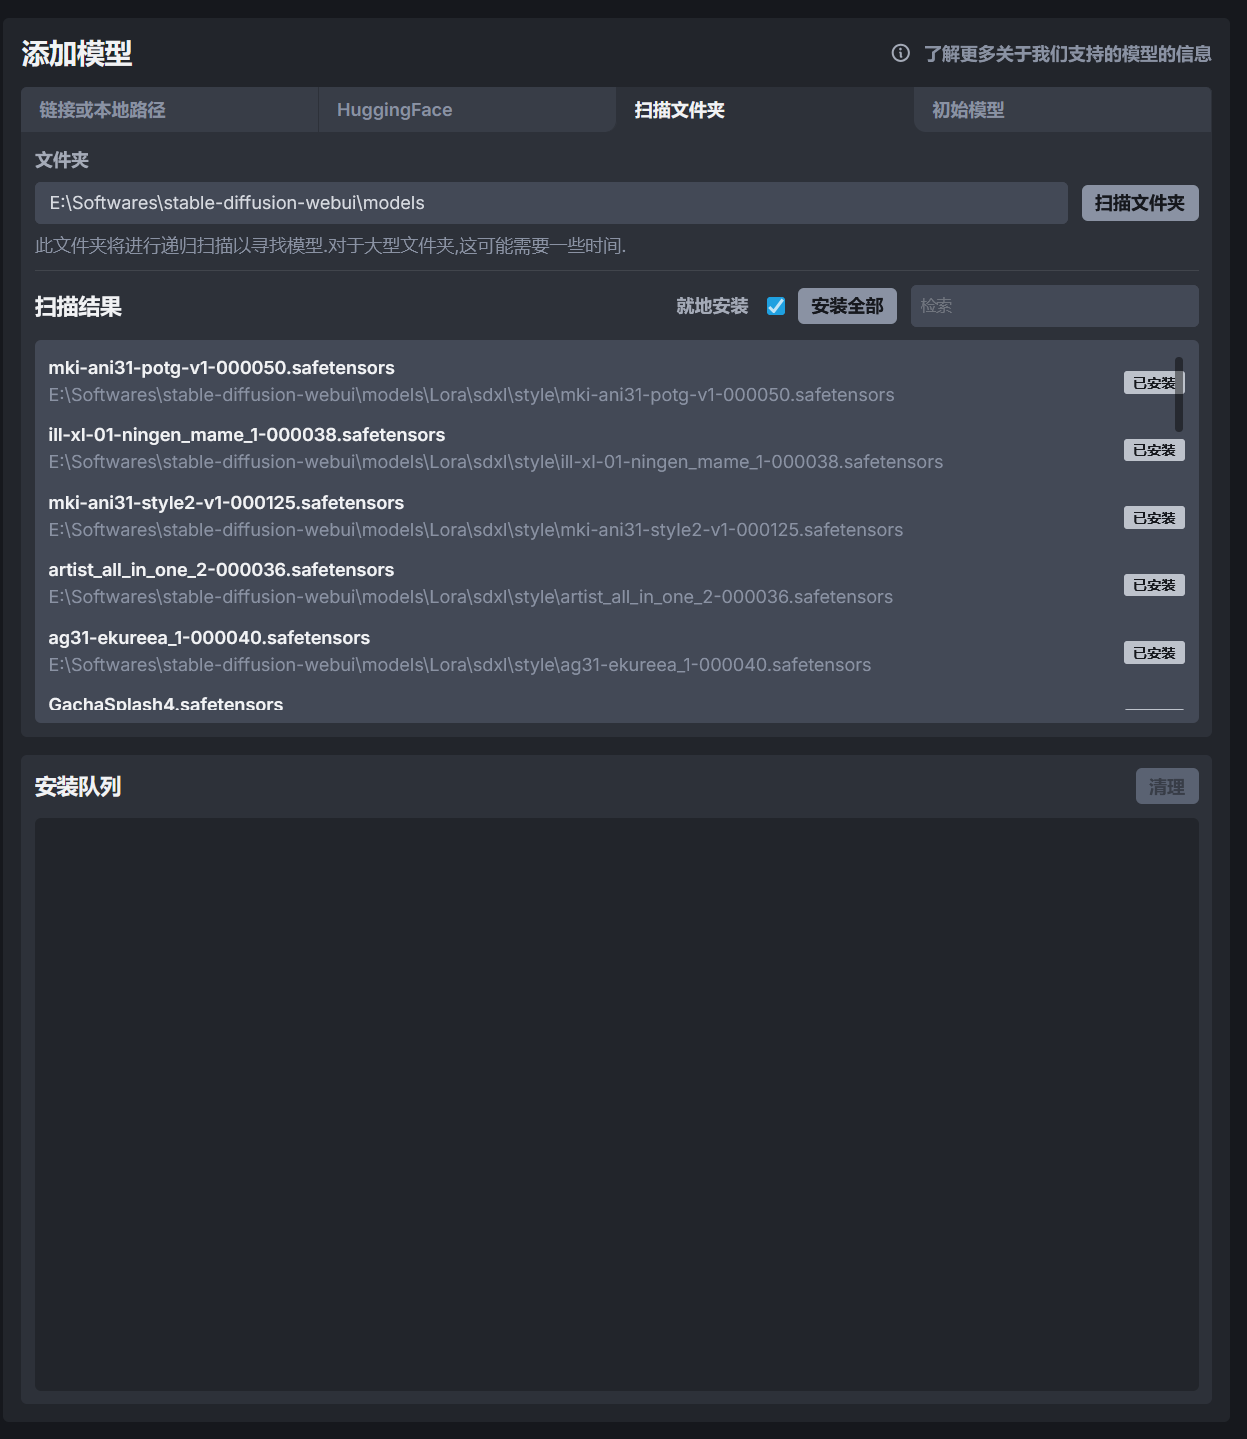 添加模型
了解更多关于我们支持的模型的信息
链接或本地路径
HuggingFace
扫描文件夹
初始模型
文件夹
E:\Softwares\stable-diffusion-webui\models
扫描文件夹
此文件夹将进行递归扫描以寻找模型.对于大型文件夹,这可能需要一些时间.
扫描结果
就地安装
安装全部
检索
mki-ani31-potg-v1-000050.safetensors
E:\Softwares\stable-diffusion-webui\models\Lora\sdxl\style\mki-ani31-potg-v1-000050.safetensors
已安装
ill-xl-01-ningen_mame_1-000038.safetensors
E:\Softwares\stable-diffusion-webui\models\Lora\sdxl\style\ill-xl-01-ningen_mame_1-000038.safetensors
已安装
mki-ani31-style2-v1-000125.safetensors
E:\Softwares\stable-diffusion-webui\models\Lora\sdxl\style\mki-ani31-style2-v1-000125.safetensors
已安装
artist_all_in_one_2-000036.safetensors
E:\Softwares\stable-diffusion-webui\models\Lora\sdxl\style\artist_all_in_one_2-000036.safetensors
已安装
ag31-ekureea_1-000040.safetensors
E:\Softwares\stable-diffusion-webui\models\Lora\sdxl\style\ag31-ekureea_1-000040.safetensors
已安装
GachaSplash4.safetensors
安装队列
清理